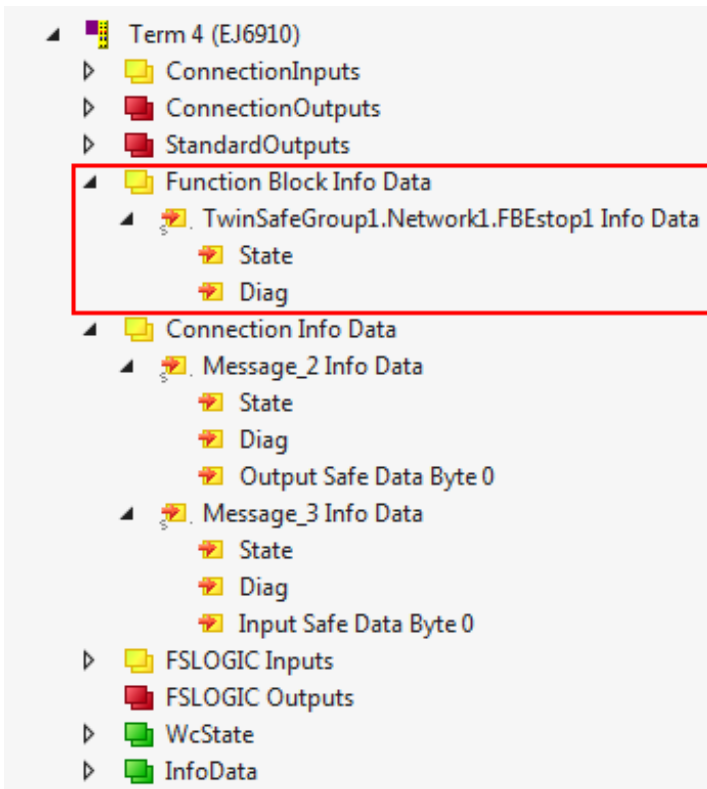 Term 4 (EJ6910)
ConnectionInputs
ConnectionOutputs
StandardOutputs
Function Block Info Data
TwinSafeGroup1.Network1.FBEstop1 Info Data
State
Diag
Connection Info Data
Message_2 Info Data
State
Diag
Output Safe Data Byte 0
Message_3 Info Data
State
Diag
Input Safe Data Byte 0
FSLOGIC Inputs
FSLOGIC Outputs
WcState
InfoData